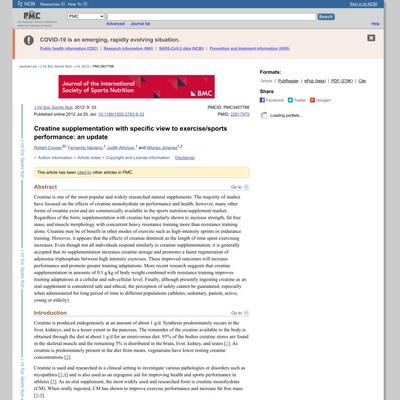 NCBI Resources How To Sign in to NCBI
PMC
PMC
Search
Advanced Journal list
COVID-19 is an emerging, rapidly evolving situation.
Public health information (CDC) | Research information (NIH) | SARS-CoV-2 data (NCBI) | Prevention and treatment information (HHS)
Journal List > J Int Soc Sports Nutr > v.9; 2012 > PMC3407788
Journal of the International
Society of Sports Nutrition
BMC
J Int Soc Sports Nutr. 2012; 9: 33. PMCID: PMC3407788
Published online 2012 Jul 20. doi: 10.1186/1550-2783-9-33 PMID: 22817979
Creatine supplementation with specific view to exercise/sports
performance: an update
Robert Cooper, Fernando Naclerio, Judith Allgrove, and Alfonso Jimenez
Author information Article notes Copyright and License information Disclaimer
This article has been cited by other articles in PMC.
Abstract Go to:
Creatine is one of the most popular and widely researched natural supplements. The majority of
studies have focused on the effects of creatine monohydrate on performance and health; however, many other
forms of creatine exist and are commercially available in the sports nutrition/supplement market.
Regardless of the form, supplementation with creatine has regularly shown to increase strength, fat free
mass, and muscle morphology with concurrent heavy resistance training more than resistance training
alone. Creatine may be of benefit in other modes of exercise such as high-intensity sprints or endurance
training. However, it appears that the effects of creatine diminish as the length of time spent exercising
increases. Even though not all individuals respond similarly to creatine supplementation, it is generally
accepted that its supplementation increases creatine storage and promotes a faster regeneration of
adenosine triphosphate between high intensity exercises. These improved outcomes will increase
performance and promote greater training adaptations. More recent research suggests that creatine
supplementation in amounts of 0.1 g/kg of body weight combined with resistance training improves
training adaptations at a cellular and sub-cellular level. Finally, although presently ingesting creatine as an
oral supplement is considered safe and ethical, the perception of safety cannot be guaranteed, especially
when administered for long period of time to different populations (athletes, sedentary, patient, active,
young or elderly).
Introduction Go to:
Creatine is produced endogenously at an amount of about 1 g/d. Synthesis predominately occurs in the
liver, kidneys, and to a lesser extent in the pancreas. The remainder of the creatine available to the body is
obtained through the diet at about 1 g/d for an omnivorous diet. 95% of the bodies creatine stores are found
in the skeletal muscle and the remaining 5% is distributed in the brain, liver, kidney, and testes [1]. As
creatine is predominately present in the diet from meats, vegetarians have lower resting creatine
concentrations [2].
Creatine is used and researched in a clinical setting to investigate various pathologies or disorders such as
myopathies [3,4] and is also used as an ergogenic aid for improving health and sports performance in
athletes [5]. As an oral supplement, the most widely used and researched form is creatine monohydrate
(CM). When orally ingested, CM has shown to improve exercise performance and increase fat free mass
[5-9].
Formats:
Article | PubReader | ePub (beta) | PDF (279K) | Cite
Share
Facebook Twitter Google+
Loading portlets...
J Int Soc Sports Nutr
J Int Soc Sports Nutr
J Int Soc Sports Nutr